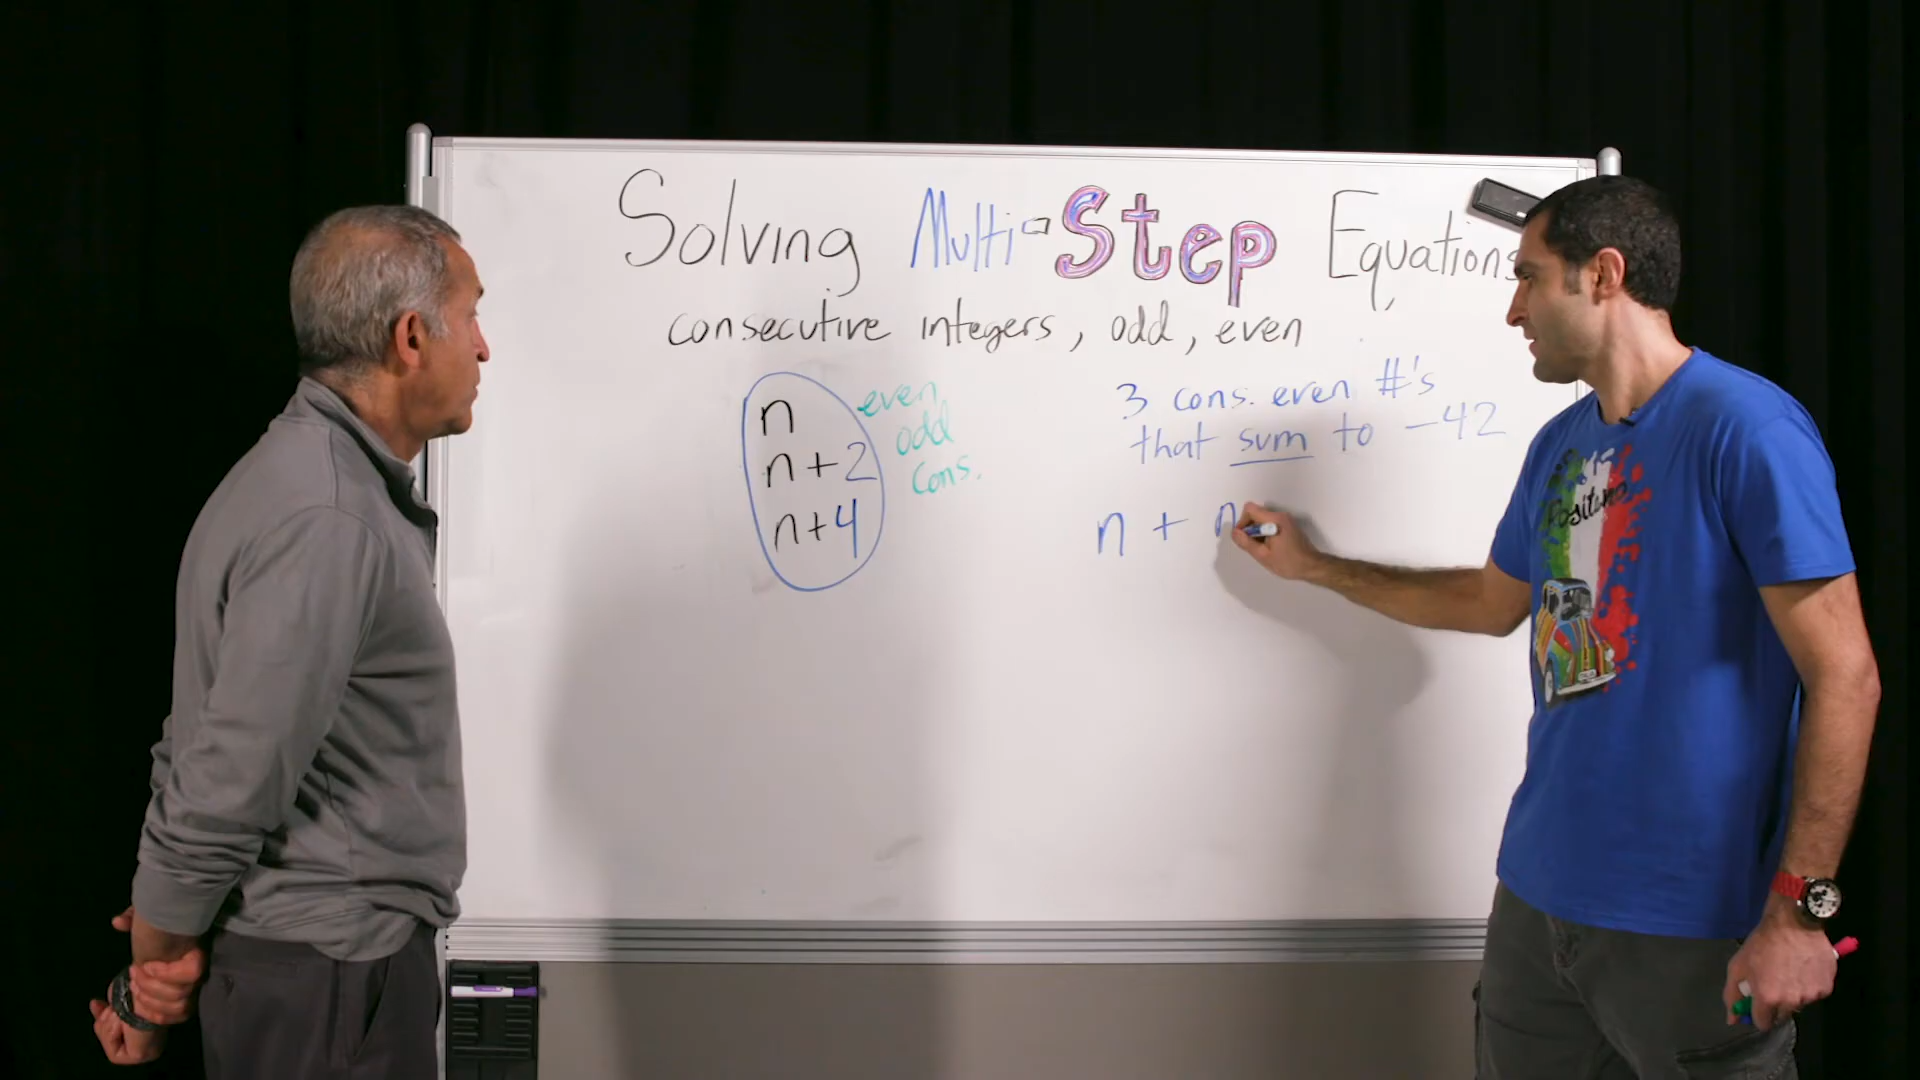 Solving Multi-Step Equations
consecutive integers, odd, even
n
n+2
n+4
even
odd
cons.
3 cons. even #'s
that sum to -42
n + n
Positano